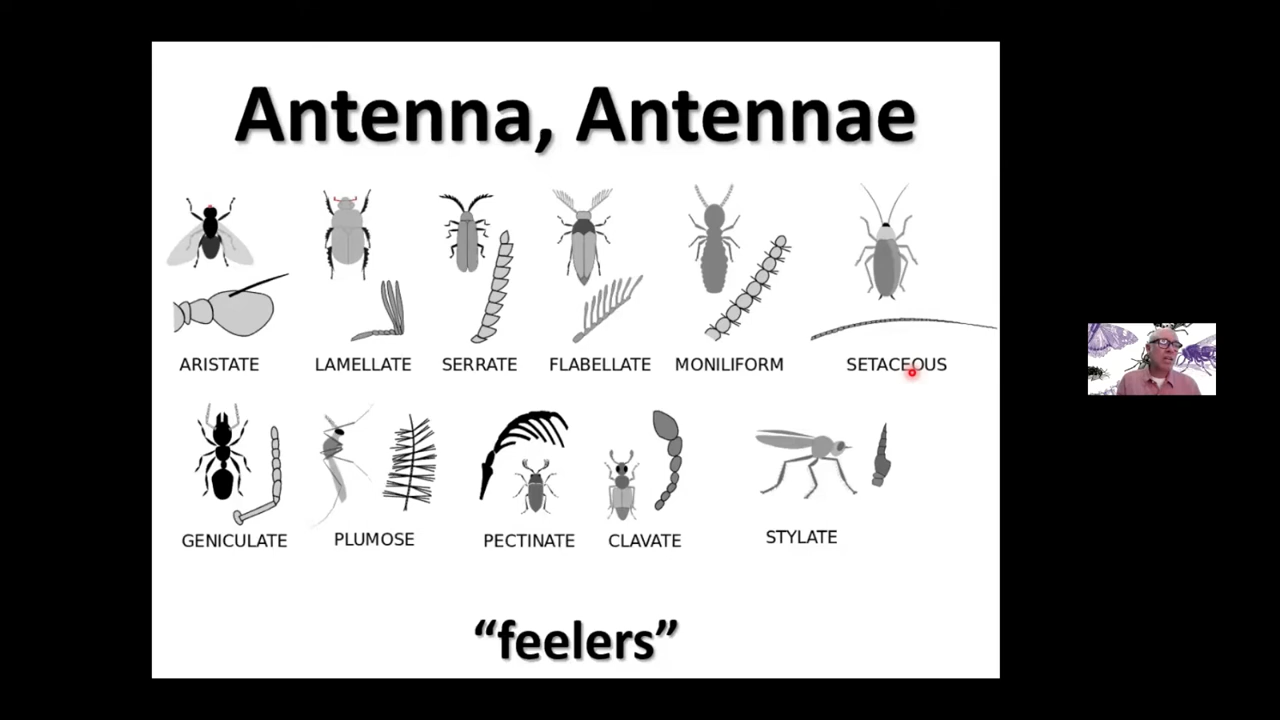 Antenna, Antennae
ARISTATE LAMELLATE SERRATE FLABELLATE MONILIFORM SETACEOUS
GENICULATE PLUMOSE PECTINATE CLAVATE STYLATE
“feelers”